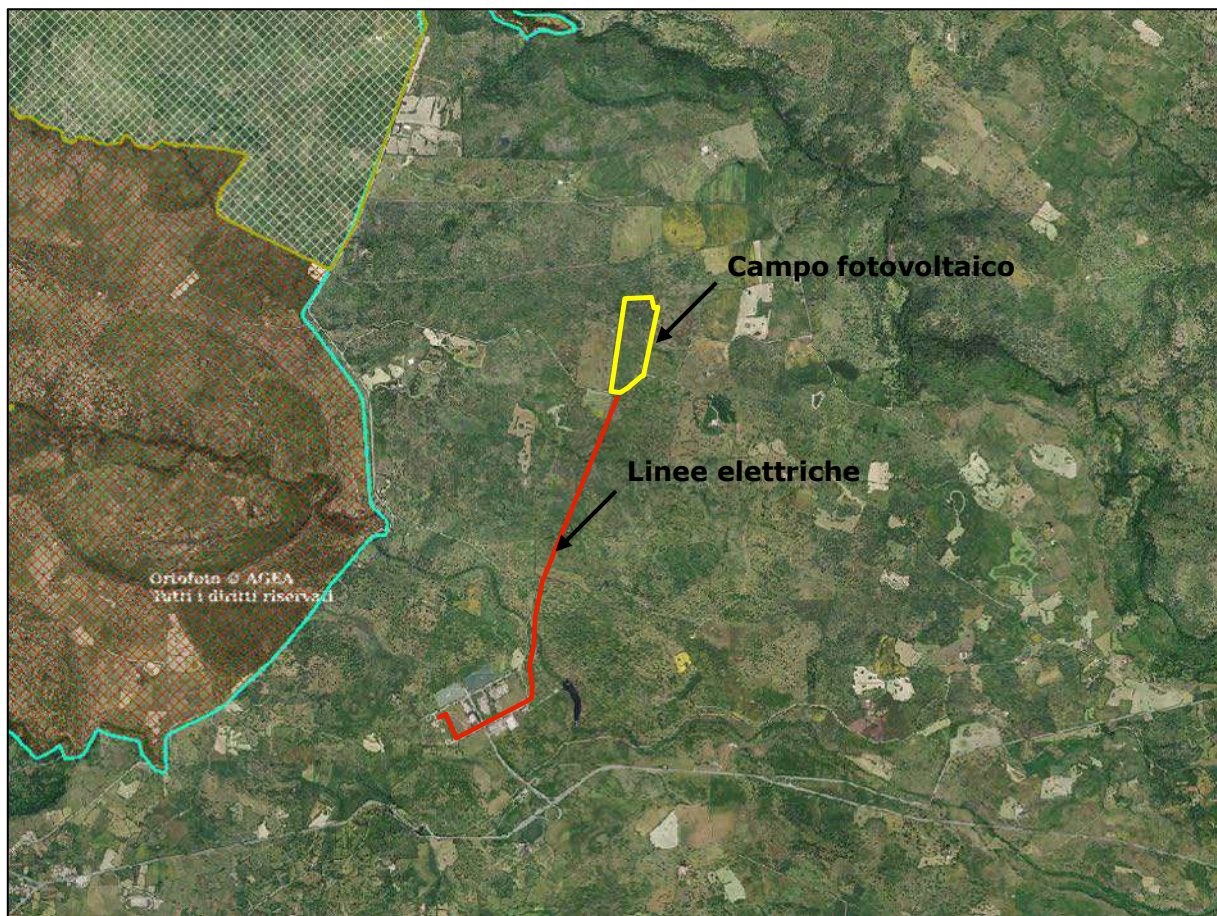 Campo fotovoltaico
Linee elettriche
Ortofoto © AGEA
Tutti i diritti riservati